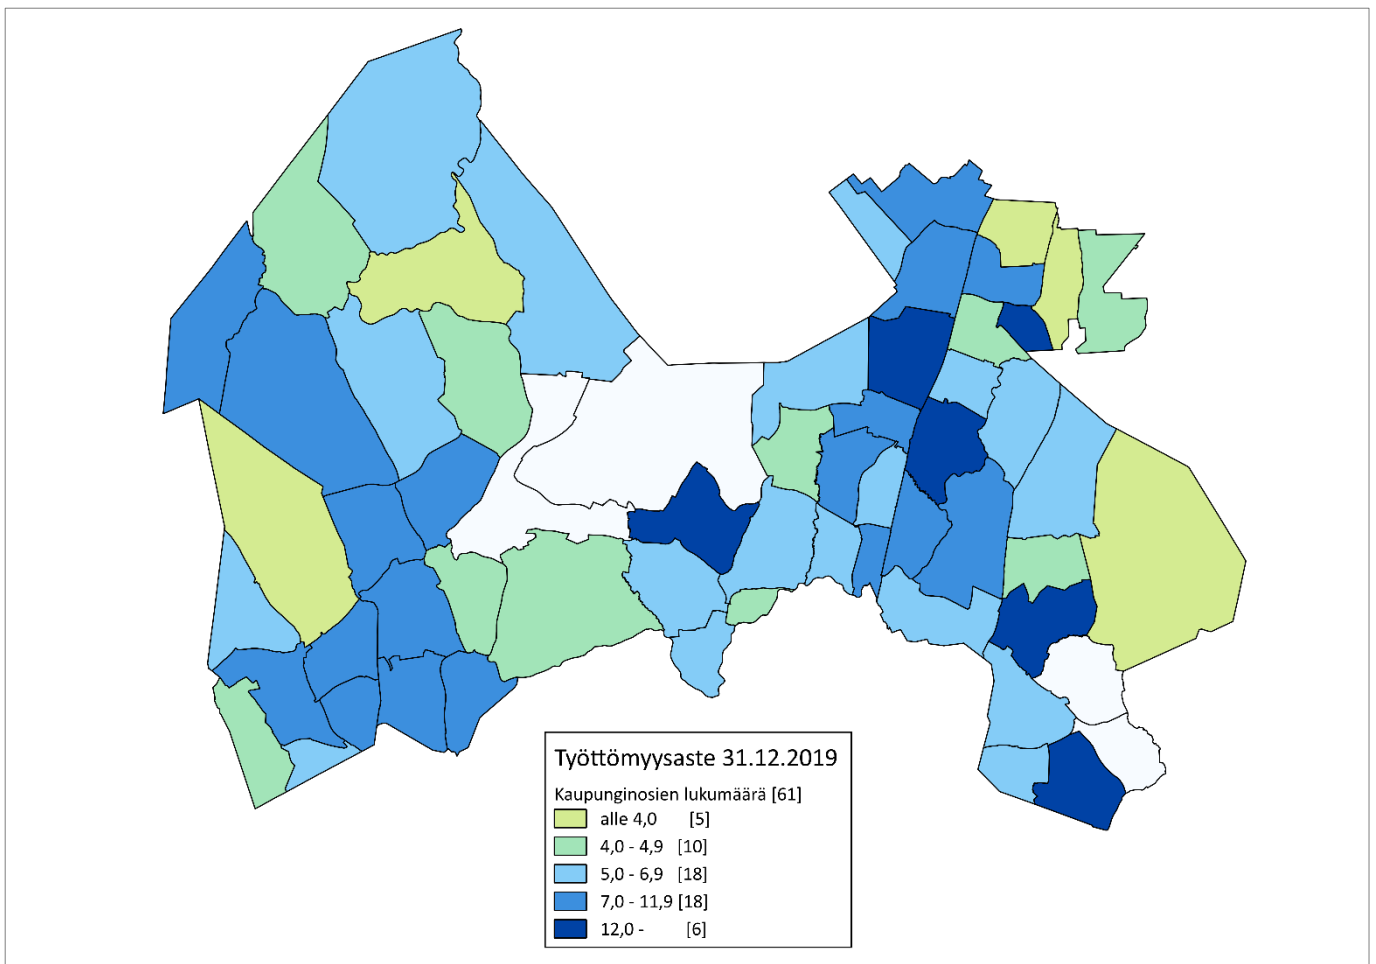 Työttömyysaste 31.12.2019
Kaupunginosien lukumäärä [61]
alle 4,0 [5]
4,0 - 4,9 [10]
5,0 - 6,9 [18]
7,0 - 11,9 [18]
12,0 - [6]